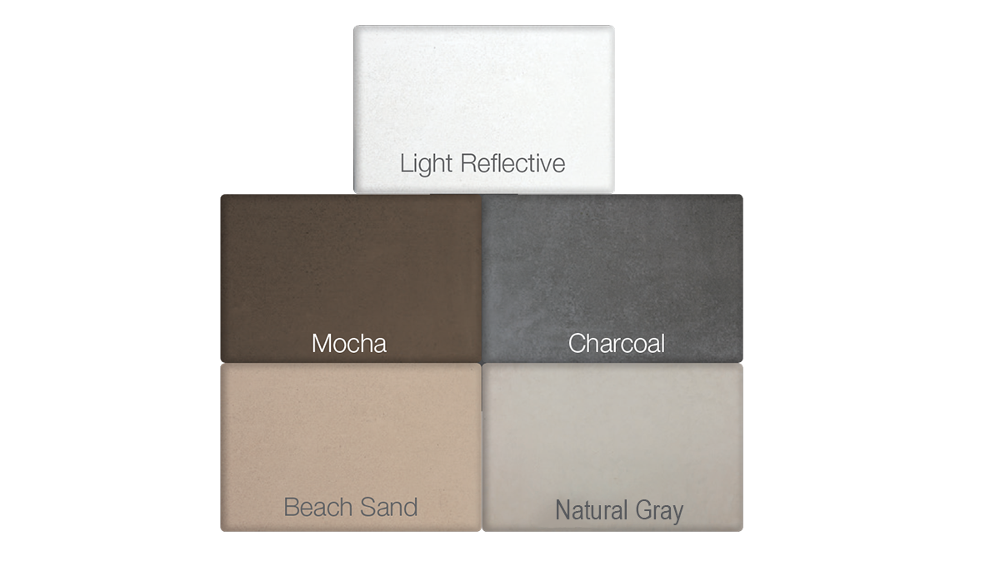 Light Reflective
Mocha
Charcoal
Beach Sand
Natural Gray